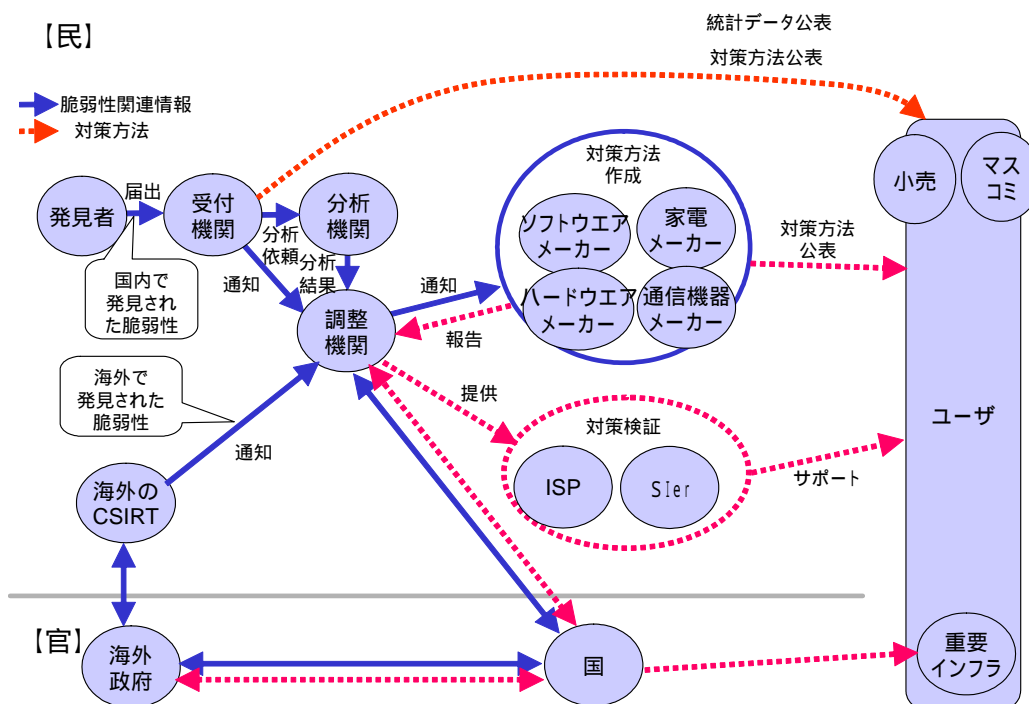 【民】
統計データ公表
対策方法公表
脆弱性関連情報
対策方法
発見者
届出
受付
機関
分析
依頼
分析
機関
分析
結果
通知
国内で
発見され
た脆弱性
調整
機関
通知
報告
対策方法
作成
ソフトウエア
メーカー
家電
メーカー
ハードウエア
メーカー
通信機器
メーカー
対策方法
公表
小売
マス
コミ
ユーザ
海外で
発見された
脆弱性
通知
提供
対策検証
ISP
SIer
サポート
海外の
CSIRT
【官】
海外
政府
国
重要
インフラ